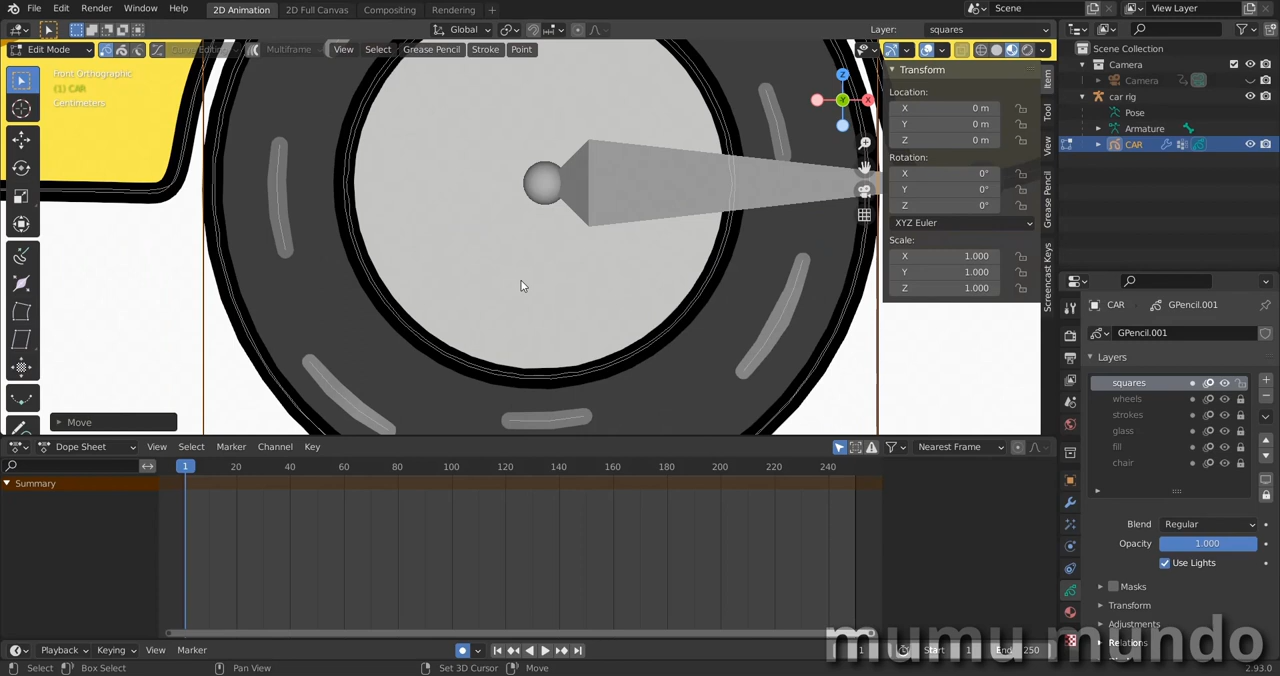 File Edit Render Window Help 2D Animation 2D Full Canvas Compositing Rendering Scene View Layer
Global Layer: squares
Edit Mode Curve Editing Multiframe View Select Grease Pencil Stroke Point
Front Orthographic
(1) CAR
Centimeters
Z
Y
X
Transform
Location:
X 0 m
Y 0 m
Z 0 m
Rotation:
X 0°
Y 0°
Z 0°
XYZ Euler
Scale:
X 1.000
Y 1.000
Z 1.000
Item
Tool
View
Grease Pencil
Screencast Keys
Scene Collection
Camera
Camera
car rig
Pose
Armature
CAR
CAR GPencil.001
GPencil.001
Layers
squares
wheels
strokes
glass
fill
chair
Blend Regular
Opacity 1.000
Use Lights
Masks
Transform
Adjustments
Relations
Move
Dope Sheet View Select Marker Channel Key Nearest Frame
1 20 40 60 80 100 120 140 160 180 200 220 240
Summary
mumu mundo
Playback Keying View Marker 1 Start 1 End 250
Select Box Select Pan View Set 3D Cursor Move 2.93.0